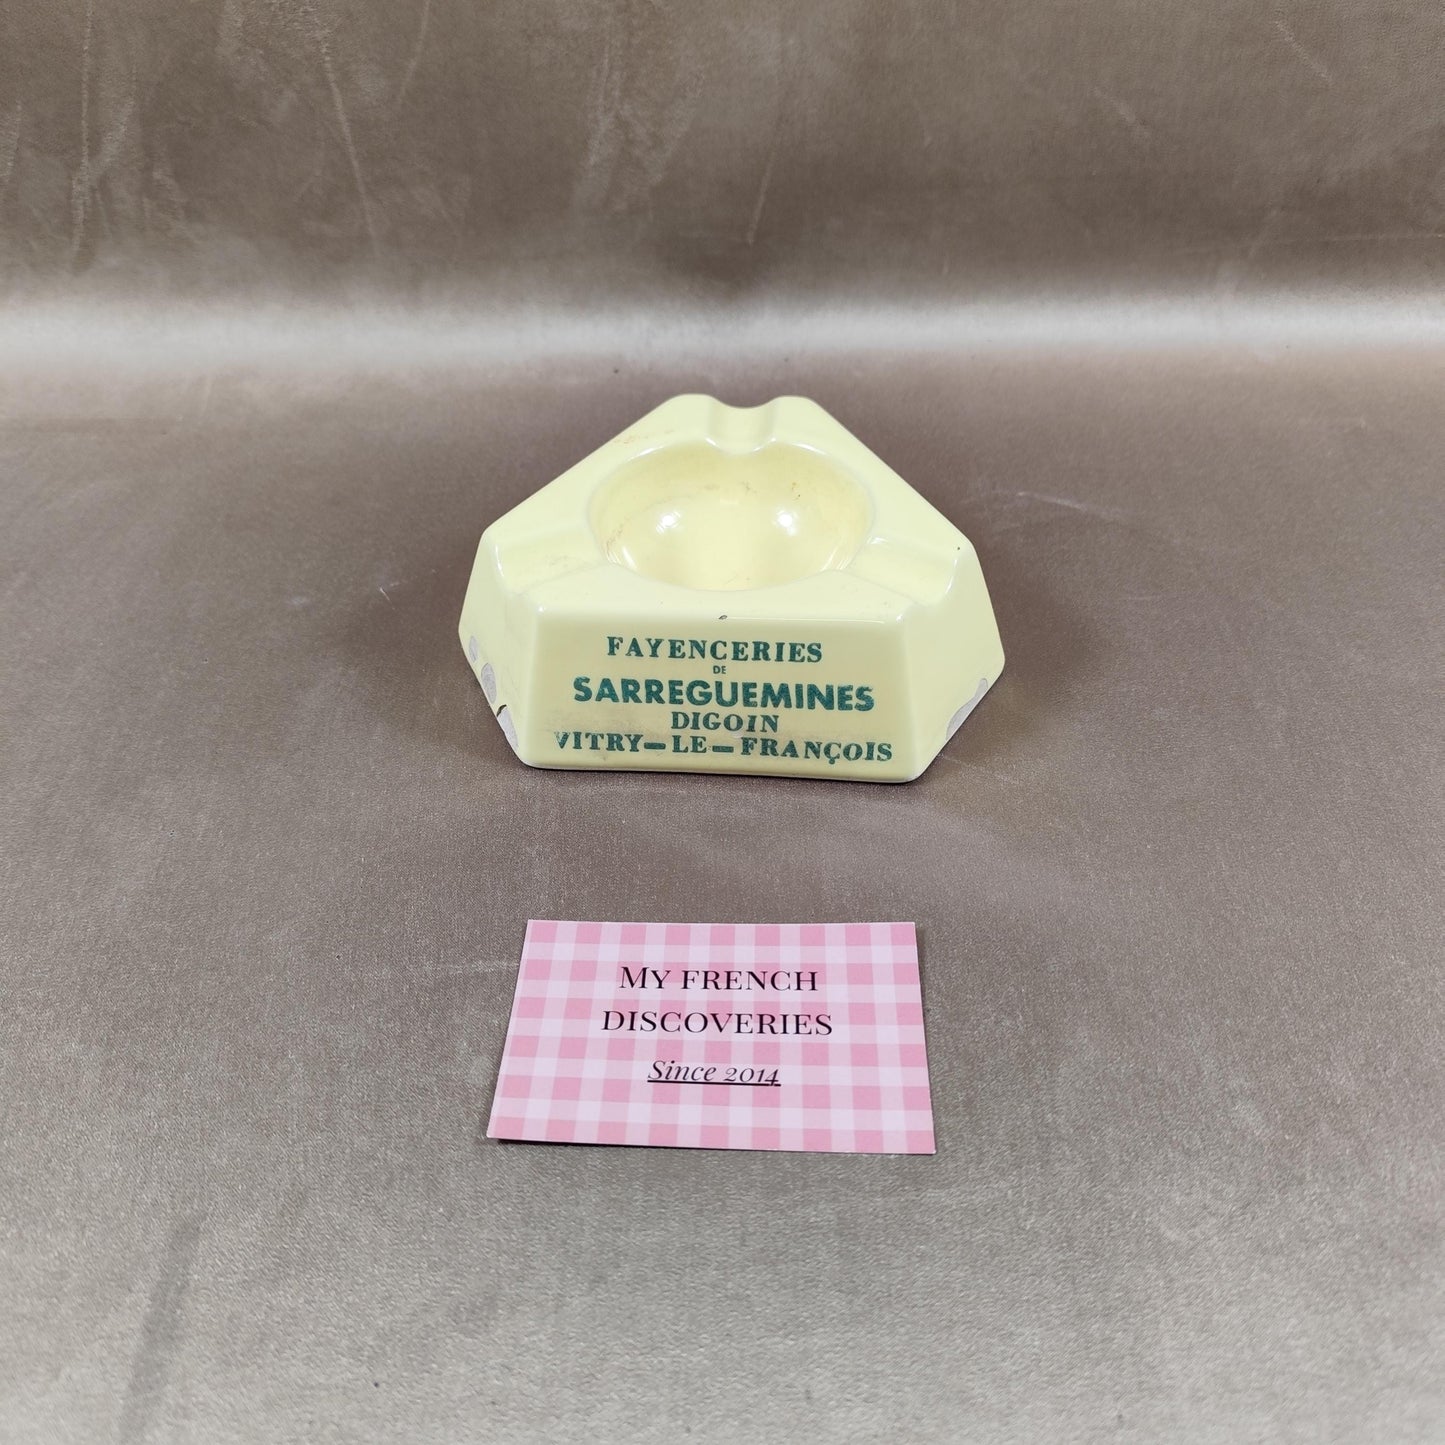 FAYENCERIES
DE
SARREGUEMINES
DIGOIN
VITRY-LE-FRANÇOIS
MY FRENCH
DISCOVERIES
Since 2014